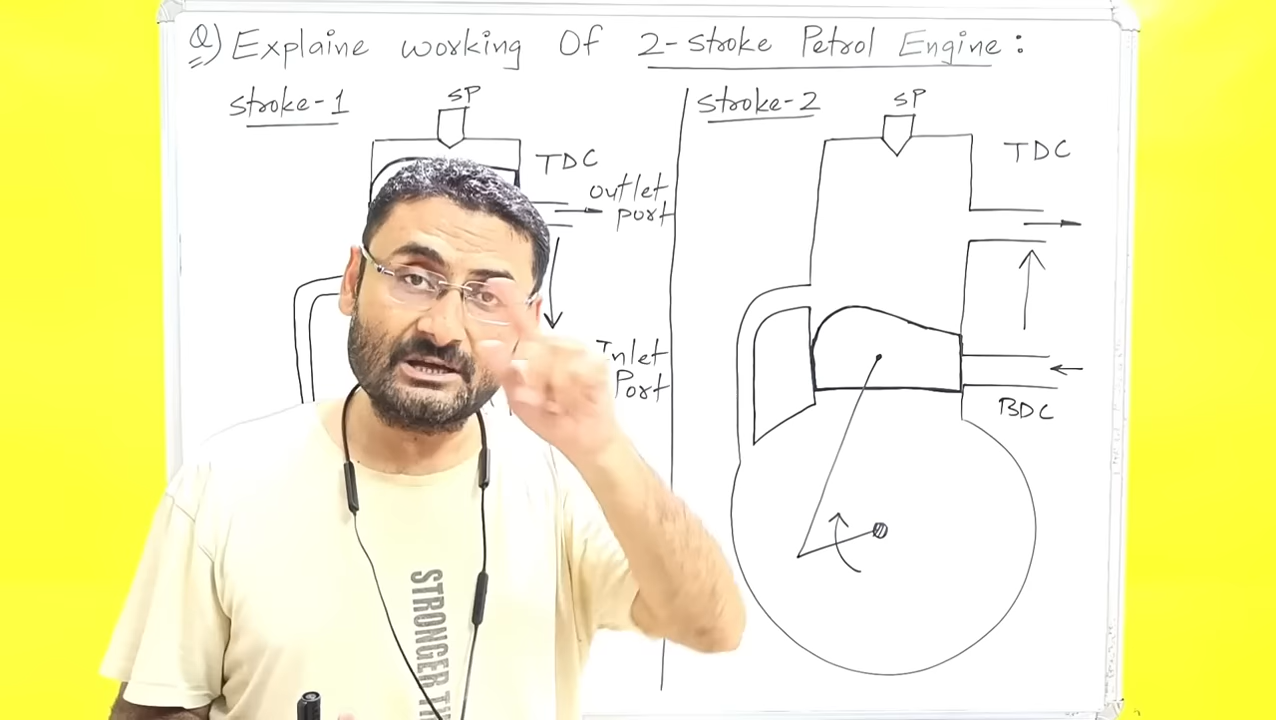 Q) Explaine working Of 2-stroke Petrol Engine:
Stroke-1
SP
TDC
outlet
port
Inlet
Port
Stroke-2
SP
TDC
BDC
STRONGER